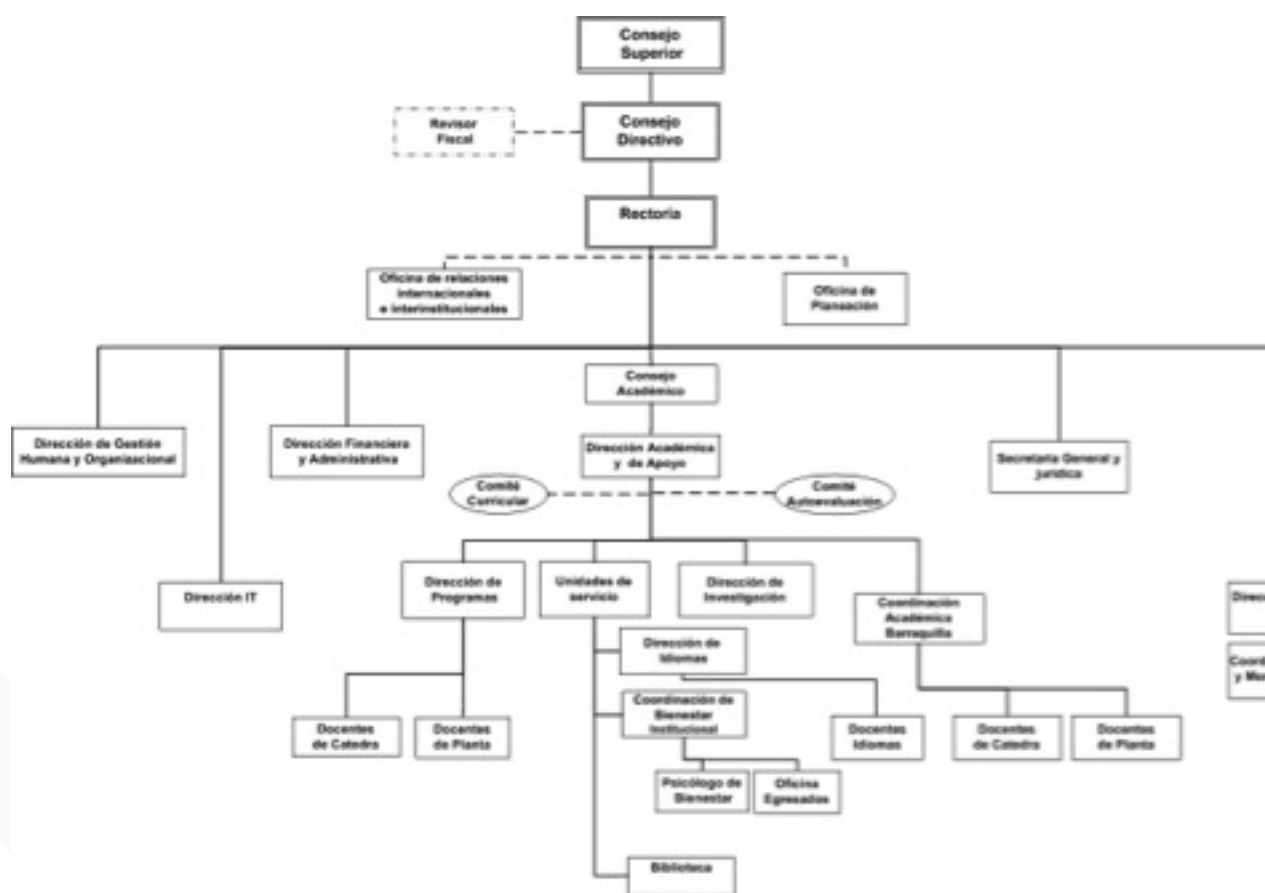 Consejo
Superior
Revisor
Fiscal
Consejo
Directivo
Rectoria
Oficina de relaciones
internacionales
e interinstitucionales
Oficina de
Planeación
Consejo
Académico
Dirección de Gestión
Humana y Organizacional
Dirección Financiera
y Administrativa
Dirección Académica
y de Apoyo
Secretaria General y
jurídica
Comité
Curricular
Comité
Autoevaluación
Dirección IT
Dirección de
Programas
Unidades de
servicio
Dirección de
Investigación
Coordinación
Académica
Barraquilla
Direcc
Coord
y Mer
Dirección de
Idiomas
Docentes
de Catedra
Docentes
de Planta
Coordinación de
Bienestar
Institucional
Docentes
Idiomas
Docentes
de Catedra
Docentes
de Planta
Psicólogo de
Bienestar
Oficina
Egresados
Biblioteca